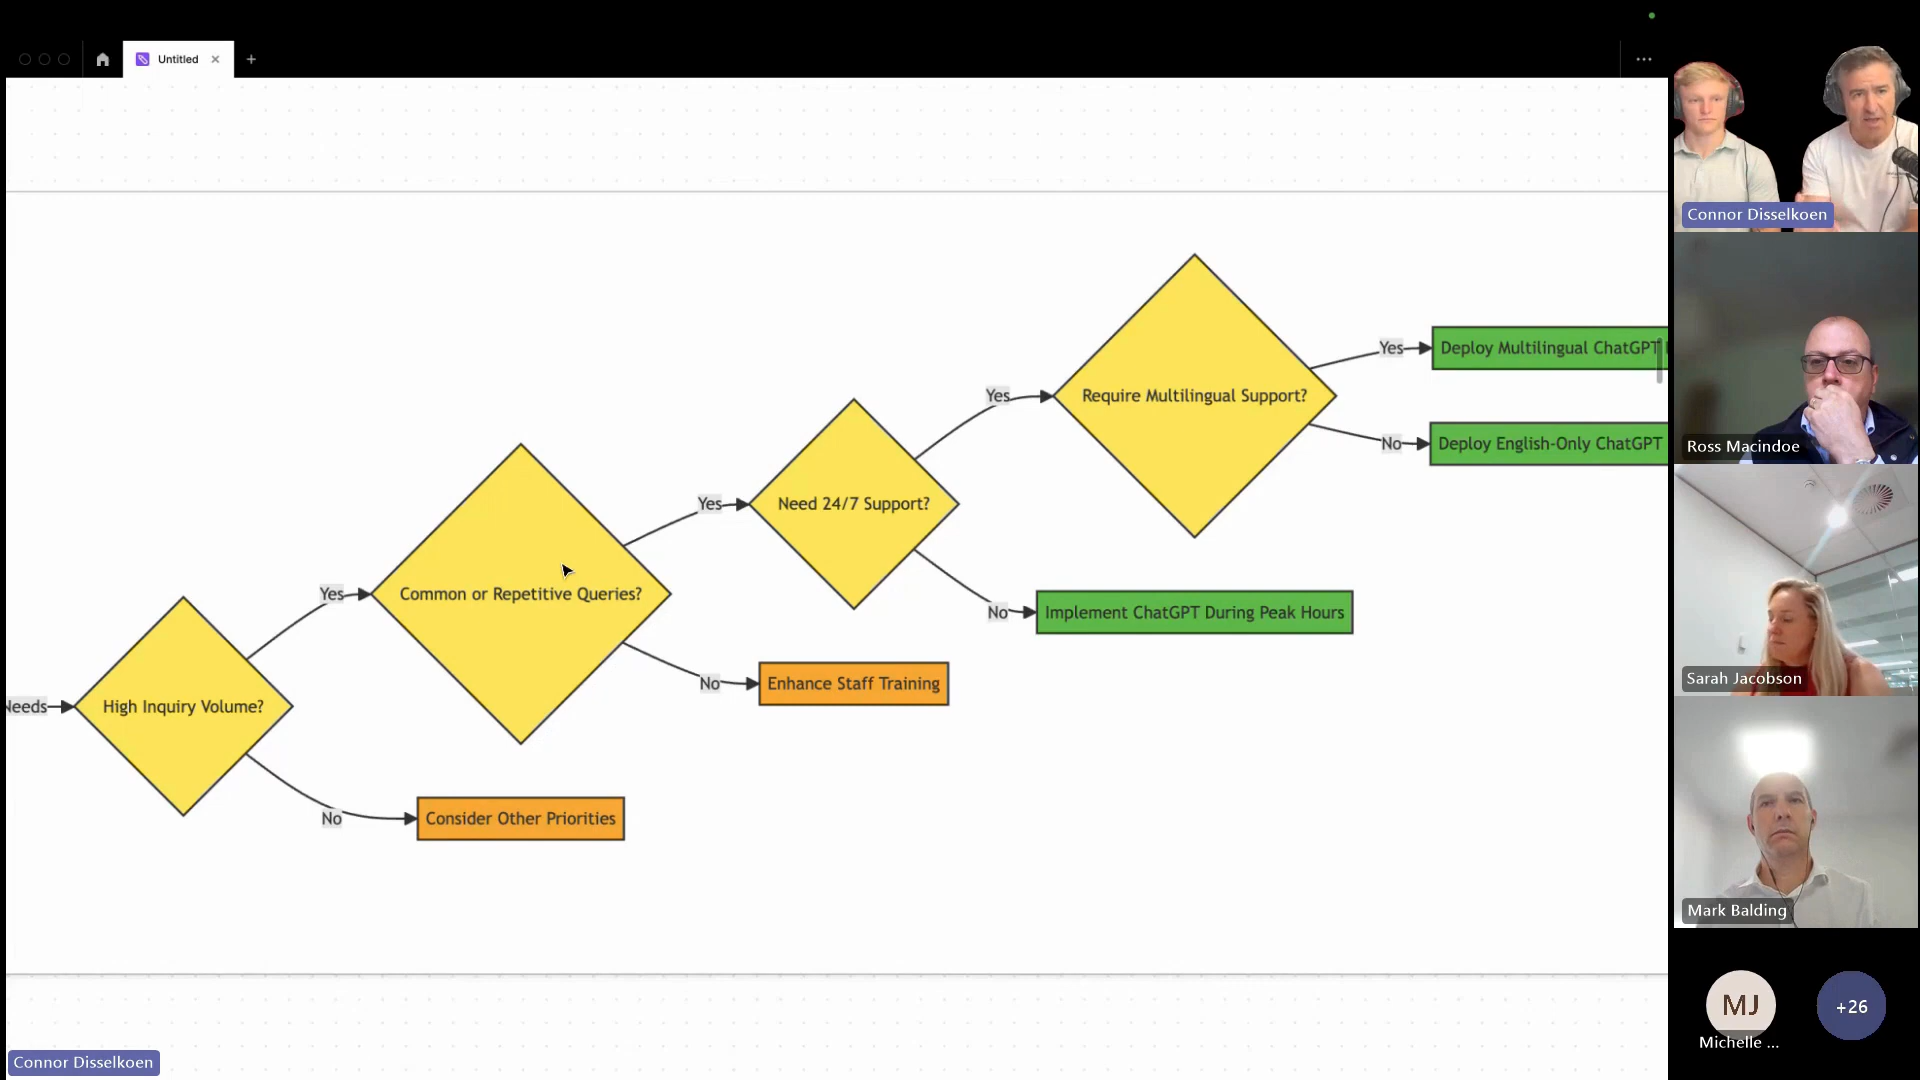 Untitled
Connor Disselkoen
Ross Macindoe
Sarah Jacobson
Mark Balding
MJ
Michelle ...
+26
Needs
High Inquiry Volume?
Yes
No
Consider Other Priorities
Common or Repetitive Queries?
Yes
No
Enhance Staff Training
Need 24/7 Support?
Yes
No
Implement ChatGPT During Peak Hours
Require Multilingual Support?
Yes
Deploy Multilingual ChatGPT
No
Deploy English-Only ChatGPT
Connor Disselkoen